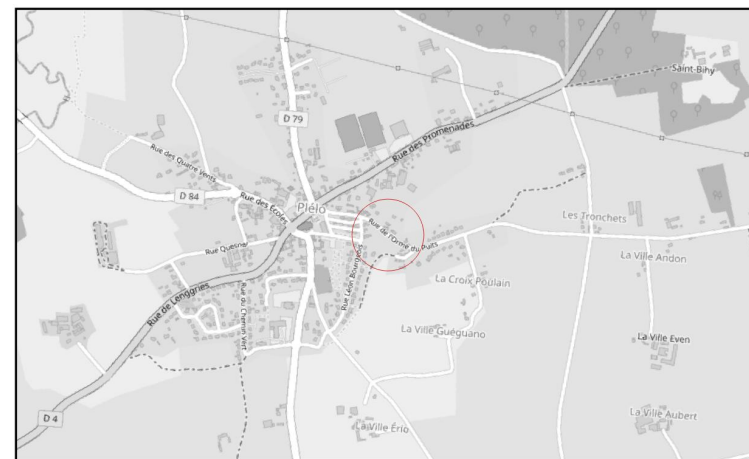 Saint-Bihy
D 79
Rue des Promenades
Rue des Quatre Vents
D 84
Rue des Écoles
Plélo
Les Tronchets
Rue de l'Orme du Puits
Rue Quesnel
La Ville Andon
Rue Léon Bourgeois
La Croix Poulain
Rue de Lenggries
Rue du Chemin Vert
La Ville Guéguano
La Ville Even
D 4
La Ville Aubert
La Ville Ério